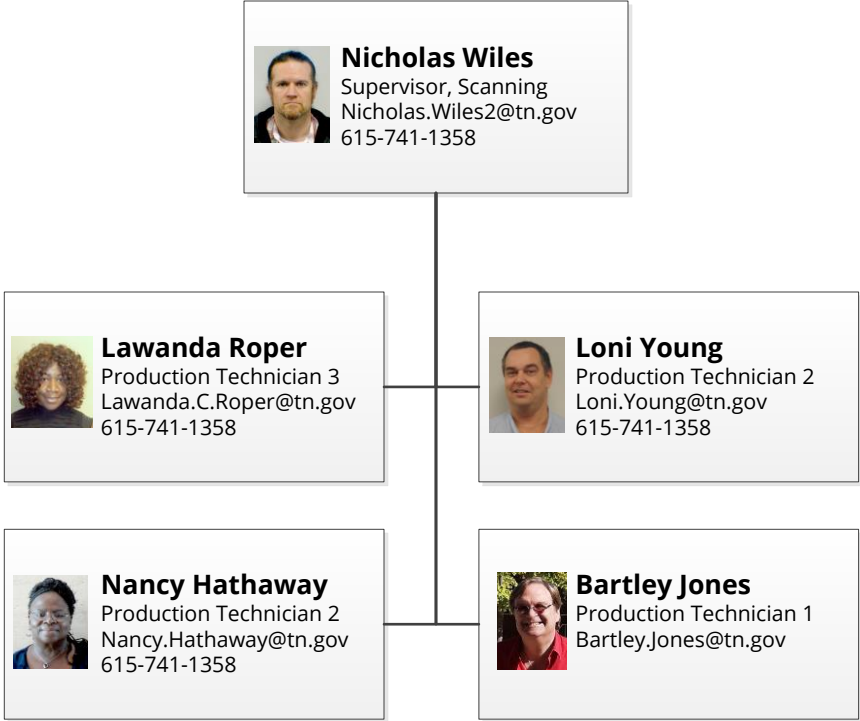 Nicholas Wiles
Supervisor, Scanning
Nicholas.Wiles2@tn.gov
615-741-1358
Lawanda Roper
Production Technician 3
Lawanda.C.Roper@tn.gov
615-741-1358
Loni Young
Production Technician 2
Loni.Young@tn.gov
615-741-1358
Nancy Hathaway
Production Technician 2
Nancy.Hathaway@tn.gov
615-741-1358
Bartley Jones
Production Technician 1
Bartley.Jones@tn.gov